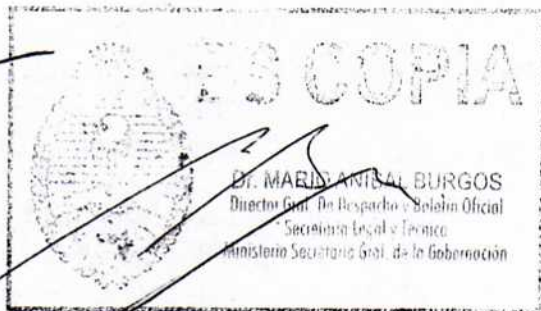 ES COPIA
Dr. MARIO ANIBAL BURGOS
Director Gral. De Despacho y Boletín Oficial
Secretaría Legal y Técnica
Ministerio Secretaría Gral. de la Gobernación